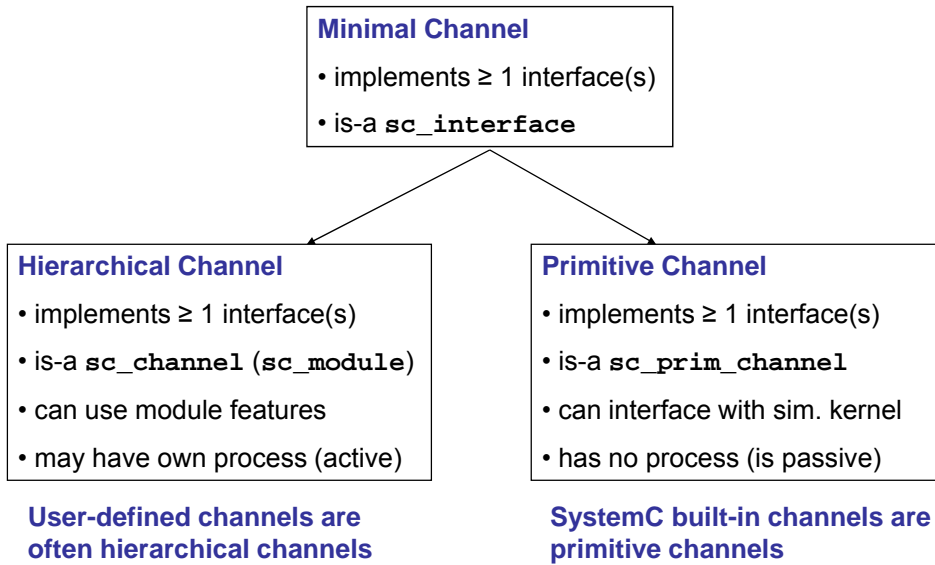 Minimal Channel
• implements ≥ 1 interface(s)
• is-a sc_interface
Hierarchical Channel
• implements ≥ 1 interface(s)
• is-a sc_channel (sc_module)
• can use module features
• may have own process (active)
User-defined channels are
often hierarchical channels
Primitive Channel
• implements ≥ 1 interface(s)
• is-a sc_prim_channel
• can interface with sim. kernel
• has no process (is passive)
SystemC built-in channels are
primitive channels